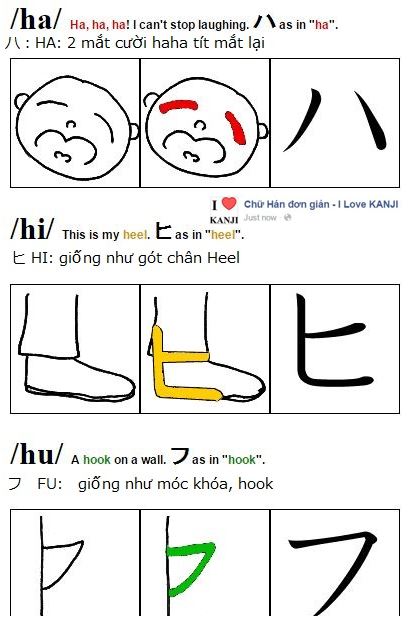 /ha/ Ha, ha, ha! I can't stop laughing. ハ as in "ha".
八 : HA: 2 mắt cười haha tít mắt lại
ハ
I ❤ KANJI
Chữ Hán đơn giản - I Love KANJI
Just now
/hi/ This is my heel. ヒ as in "heel".
ヒ HI: giống như gót chân Heel
ヒ
/hu/ A hook on a wall. フ as in "hook".
フ FU: giống như móc khóa, hook
フ